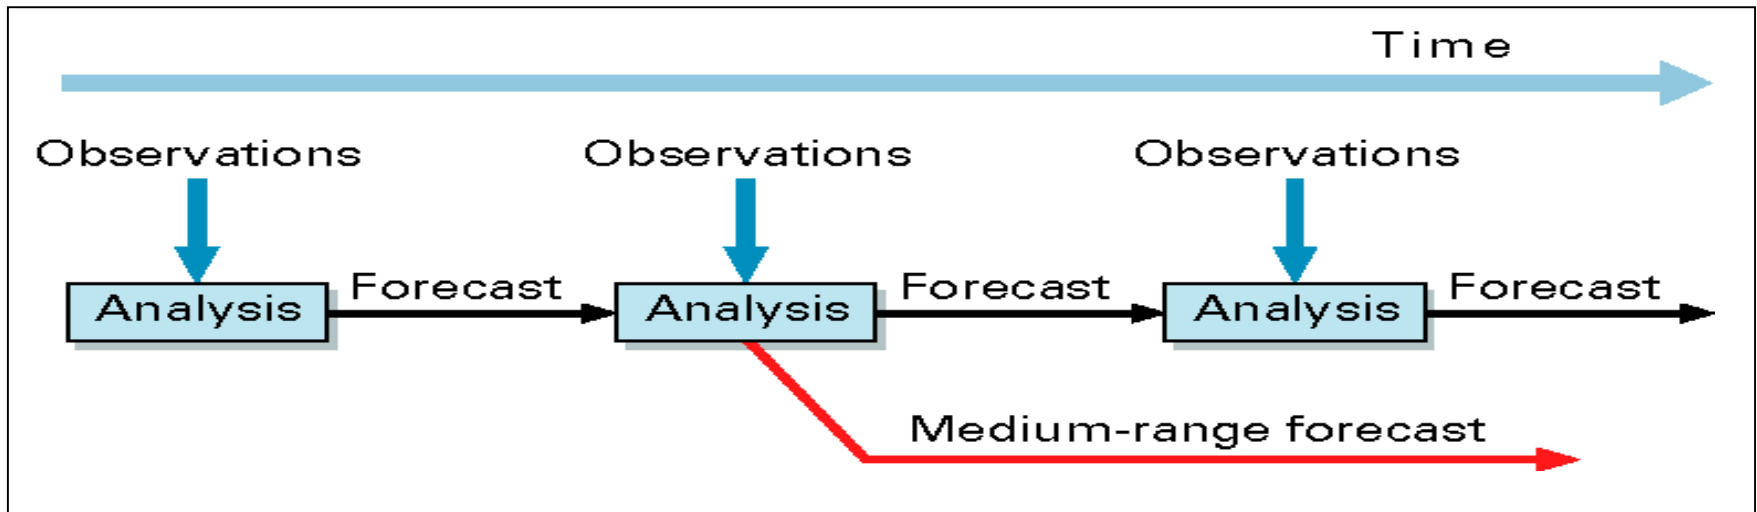 Time
Observations Observations Observations
Analysis Forecast Analysis Forecast Analysis Forecast
Medium-range forecast